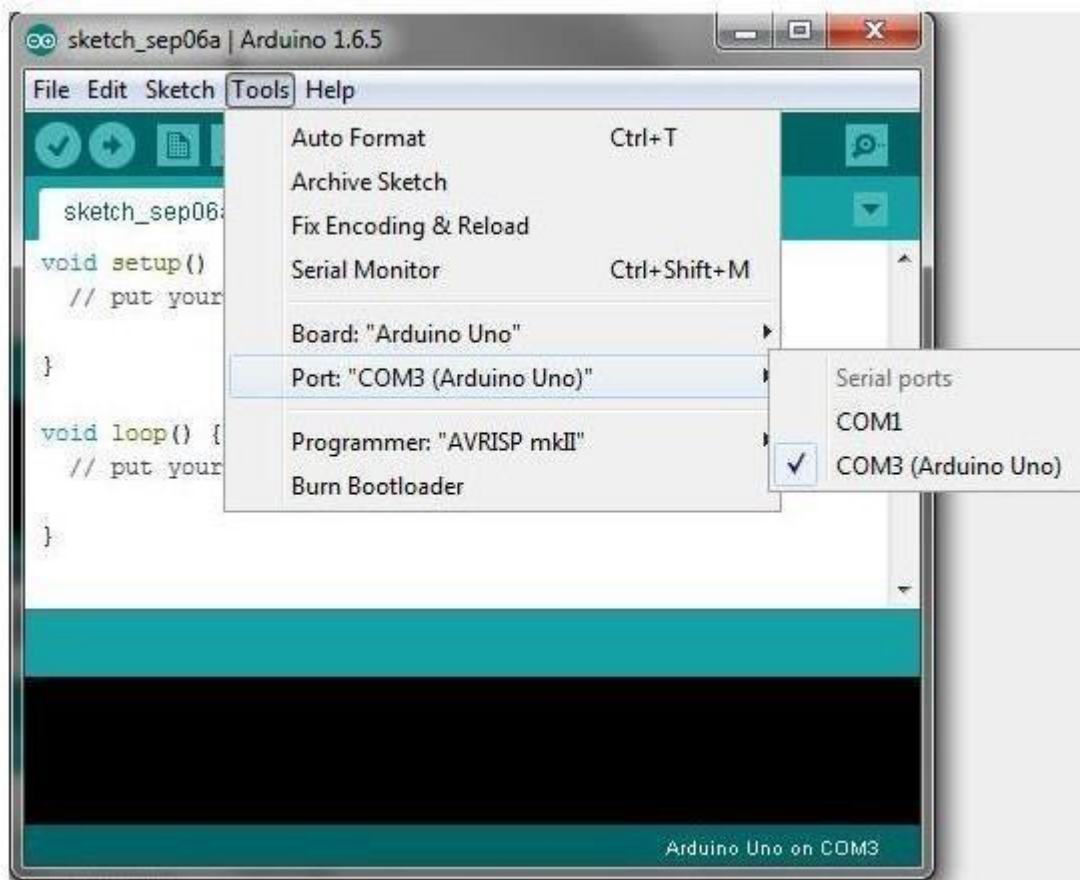 sketch_sep06a | Arduino 1.6.5
File Edit Sketch Tools Help
Auto Format Ctrl+T
Archive Sketch
Fix Encoding & Reload
Serial Monitor Ctrl+Shift+M
Board: "Arduino Uno"
Port: "COM3 (Arduino Uno)"
Programmer: "AVRISP mkII"
Burn Bootloader
Serial ports
COM1
COM3 (Arduino Uno)
sketch_sep06a
void setup()
// put your
}
void loop() {
// put your
}
Arduino Uno on COM3